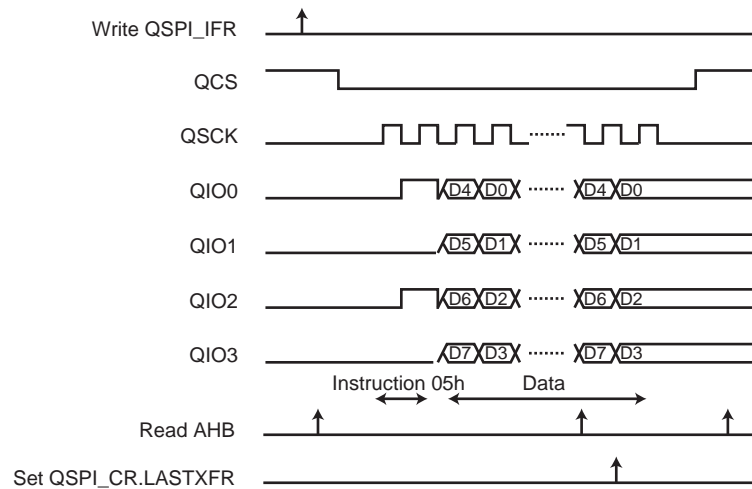 Write QSPI_IFR
QCS
QSCK
QIO0 D4 D0 D4 D0
QIO1 D5 D1 D5 D1
QIO2 D6 D2 D6 D2
QIO3 D7 D3 D7 D3
Instruction 05h Data
Read AHB
Set QSPI_CR.LASTXFR